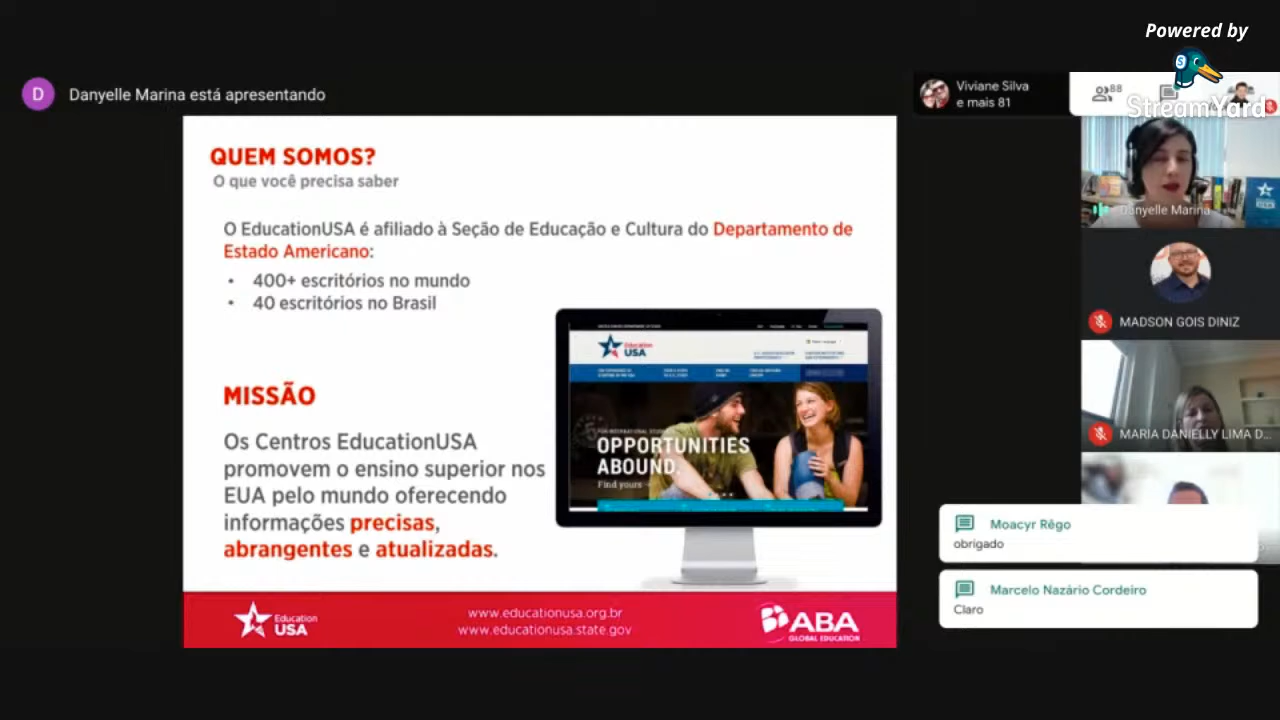 Powered by
StreamYard
D
Danyelle Marina está apresentando
Viviane Silva
e mais 81
88
QUEM SOMOS?
O que você precisa saber
O EducationUSA é afiliado à Seção de Educação e Cultura do Departamento de
Estado Americano:
• 400+ escritórios no mundo
• 40 escritórios no Brasil
MISSÃO
Os Centros EducationUSA
promovem o ensino superior nos
EUA pelo mundo oferecendo
informações precisas,
abrangentes e atualizadas.
Education
USA
OPPORTUNITIES
ABOUND.
Find yours
Education
USA
www.educationusa.org.br
www.educationusa.state.gov
ABA
GLOBAL EDUCATION
Danyelle Marina
MADSON GOIS DINIZ
MARIA DANIELLY LIMA D...
Moacyr Rêgo
obrigado
Marcelo Nazário Cordeiro
Claro